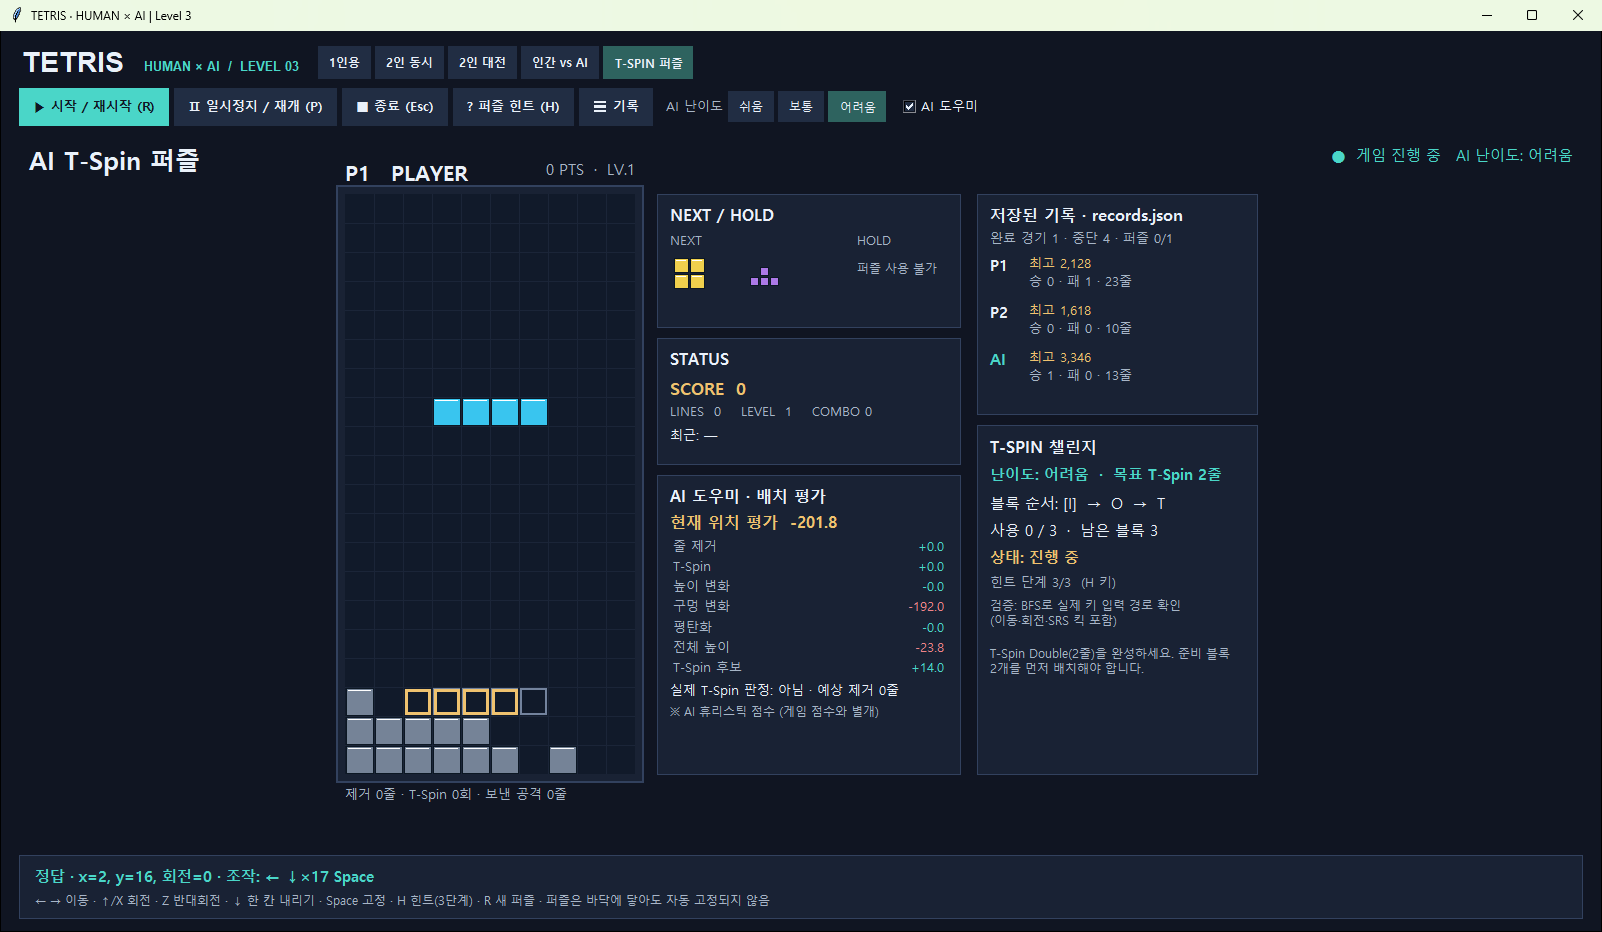 TETRIS · HUMAN × AI | Level 3
TETRIS HUMAN × AI / LEVEL 03 1인용 2인 동시 2인 대전 인간 vs AI T-SPIN 퍼즐
▶ 시작 / 재시작 (R) II 일시정지 / 재개 (P) ■ 종료 (Esc) ? 퍼즐 힌트 (H) ☰ 기록 AI 난이도 쉬움 보통 어려움 AI 도우미
AI T-Spin 퍼즐
● 게임 진행 중 AI 난이도: 어려움
P1 PLAYER 0 PTS · LV.1
제거 0줄 · T-Spin 0회 · 보낸 공격 0줄
NEXT / HOLD
NEXT HOLD
퍼즐 사용 불가
STATUS
SCORE 0
LINES 0 LEVEL 1 COMBO 0
최근: —
AI 도우미 · 배치 평가
현재 위치 평가 -201.8
줄 제거 +0.0
T-Spin +0.0
높이 변화 -0.0
구멍 변화 -192.0
평탄화 -0.0
전체 높이 -23.8
T-Spin 후보 +14.0
실제 T-Spin 판정: 아님 · 예상 제거 0줄
※ AI 휴리스틱 점수 (게임 점수와 별개)
저장된 기록 · records.json
완료 경기 1 · 중단 4 · 퍼즐 0/1
P1 최고 2,128
승 0 · 패 1 · 23줄
P2 최고 1,618
승 0 · 패 0 · 10줄
AI 최고 3,346
승 1 · 패 0 · 13줄
T-SPIN 챌린지
난이도: 어려움 · 목표 T-Spin 2줄
블록 순서: [I] → O → T
사용 0 / 3 · 남은 블록 3
상태: 진행 중
힌트 단계 3/3 (H 키)
검증: BFS로 실제 키 입력 경로 확인
(이동·회전·SRS 킥 포함)
T-Spin Double(2줄)을 완성하세요. 준비 블록
2개를 먼저 배치해야 합니다.
정답 · x=2, y=16, 회전=0 · 조작: ← ↓×17 Space
← → 이동 · ↑/X 회전 · Z 반대회전 · ↓ 한 칸 내리기 · Space 고정 · H 힌트(3단계) · R 새 퍼즐 · 퍼즐은 바닥에 닿아도 자동 고정되지 않음